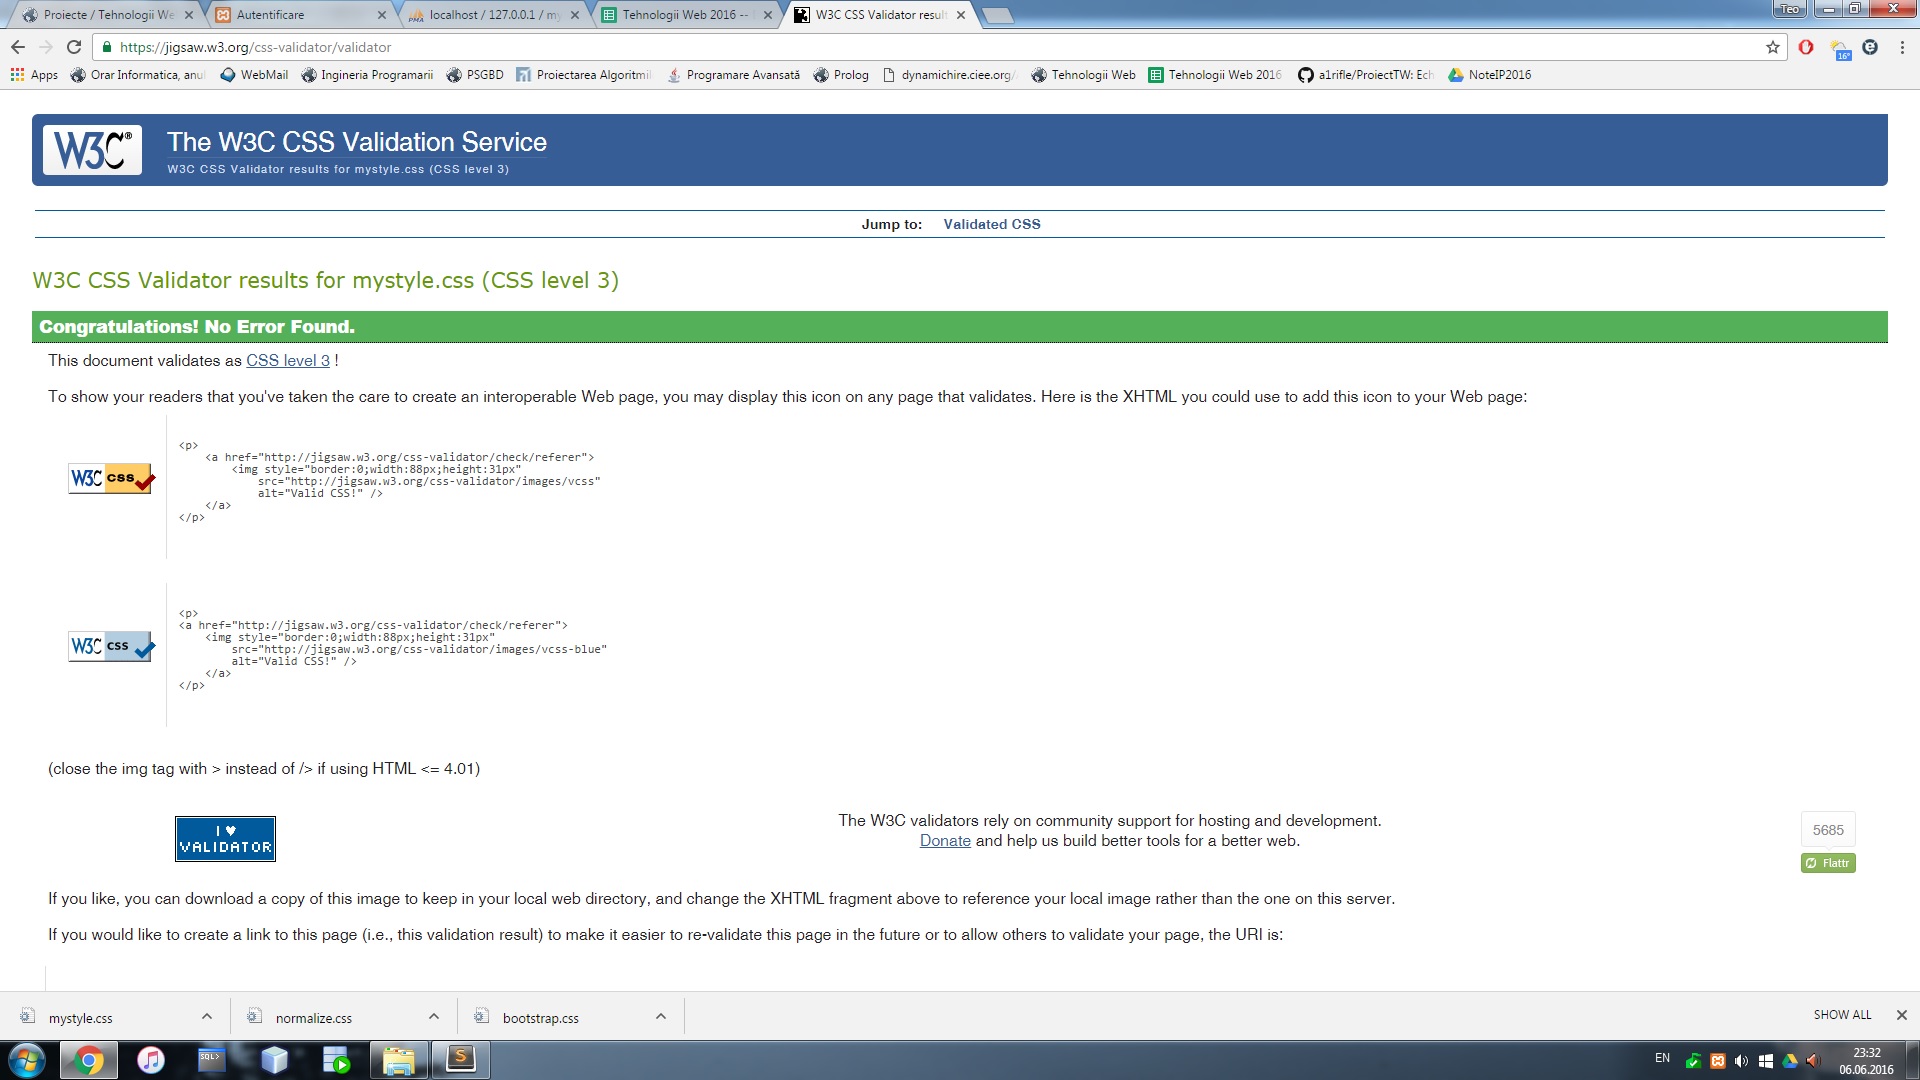 Proiecte / Tehnologii We
Autentificare
localhost / 127.0.0.1 / my
Tehnologii Web 2016 --
W3C CSS Validator resul
Teo
https://jigsaw.w3.org/css-validator/validator
16°
Apps
Orar Informatica, anul
WebMail
Ingineria Programarii
PSGBD
Proiectarea Algoritmil
Programare Avansată
Prolog
dynamichire.ciee.org/
Tehnologii Web
Tehnologii Web 2016
a1rifle/ProiectTW: Ech
NoteIP2016
W3C®
The W3C CSS Validation Service
W3C CSS Validator results for mystyle.css (CSS level 3)
Jump to: Validated CSS
W3C CSS Validator results for mystyle.css (CSS level 3)
Congratulations! No Error Found.
This document validates as CSS level 3 !
To show your readers that you've taken the care to create an interoperable Web page, you may display this icon on any page that validates. Here is the XHTML you could use to add this icon to your Web page:
W3C css
<p>
<a href="http://jigsaw.w3.org/css-validator/check/referer">
<img style="border:0;width:88px;height:31px"
src="http://jigsaw.w3.org/css-validator/images/vcss"
alt="Valid CSS!" />
</a>
</p>
W3C css
<p>
<a href="http://jigsaw.w3.org/css-validator/check/referer">
<img style="border:0;width:88px;height:31px"
src="http://jigsaw.w3.org/css-validator/images/vcss-blue"
alt="Valid CSS!" />
</a>
</p>
(close the img tag with > instead of /> if using HTML <= 4.01)
I ♥
VALIDATOR
The W3C validators rely on community support for hosting and development.
Donate and help us build better tools for a better web.
5685
Flattr
If you like, you can download a copy of this image to keep in your local web directory, and change the XHTML fragment above to reference your local image rather than the one on this server.
If you would like to create a link to this page (i.e., this validation result) to make it easier to re-validate this page in the future or to allow others to validate your page, the URI is:
mystyle.css
normalize.css
bootstrap.css
SHOW ALL
SQL>
EN
23:32
06.06.2016